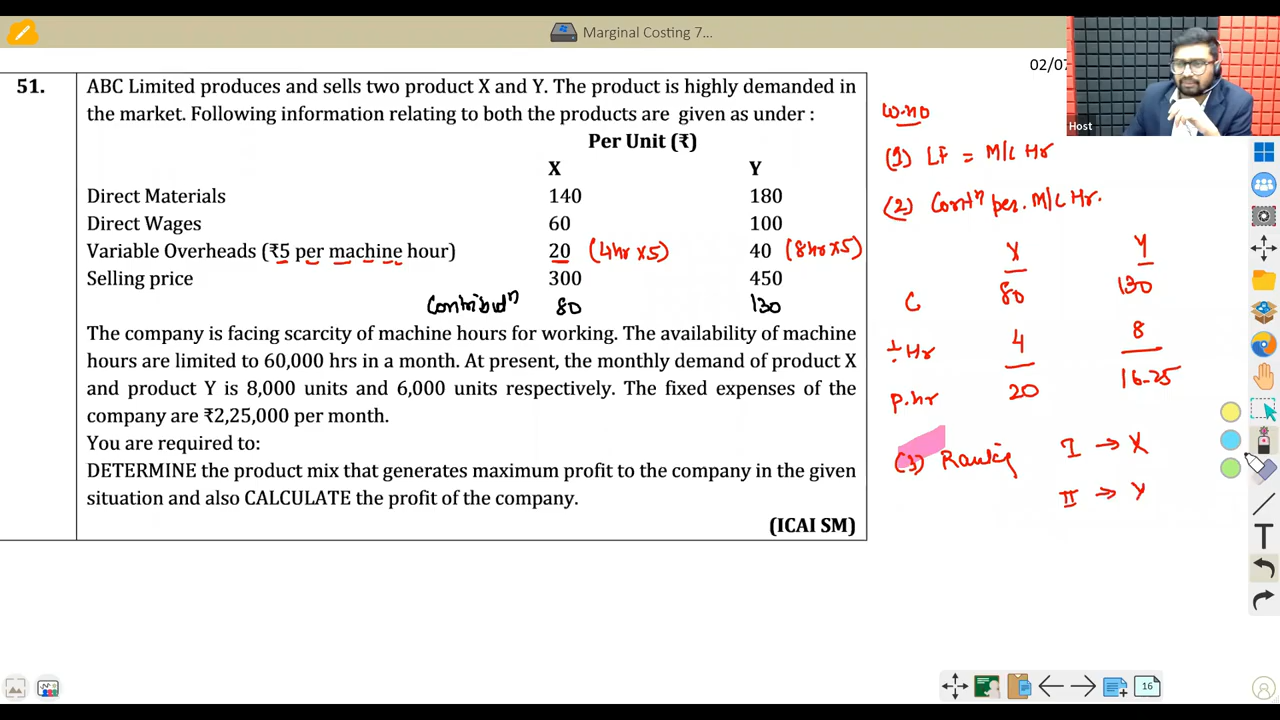 Marginal Costing 7...
02/07
Host
51.
ABC Limited produces and sells two product X and Y. The product is highly demanded in
the market. Following information relating to both the products are given as under :
Per Unit (₹)
X Y
Direct Materials 140 180
Direct Wages 60 100
Variable Overheads (₹5 per machine hour) 20 (4hr x5) 40 (8hr x5)
Selling price 300 450
Contribuⁿ 80 130
The company is facing scarcity of machine hours for working. The availability of machine
hours are limited to 60,000 hrs in a month. At present, the monthly demand of product X
and product Y is 8,000 units and 6,000 units respectively. The fixed expenses of the
company are ₹2,25,000 per month.
You are required to:
DETERMINE the product mix that generates maximum profit to the company in the given
situation and also CALCULATE the profit of the company.
(ICAI SM)
W.no
(1) LF = M/C Hr
(2) Contⁿ per. M/C Hr.
X Y
C 80 130
÷ Hr 4 8
p.hr 20 16.25
(3) Ranking I → X
II → Y
16